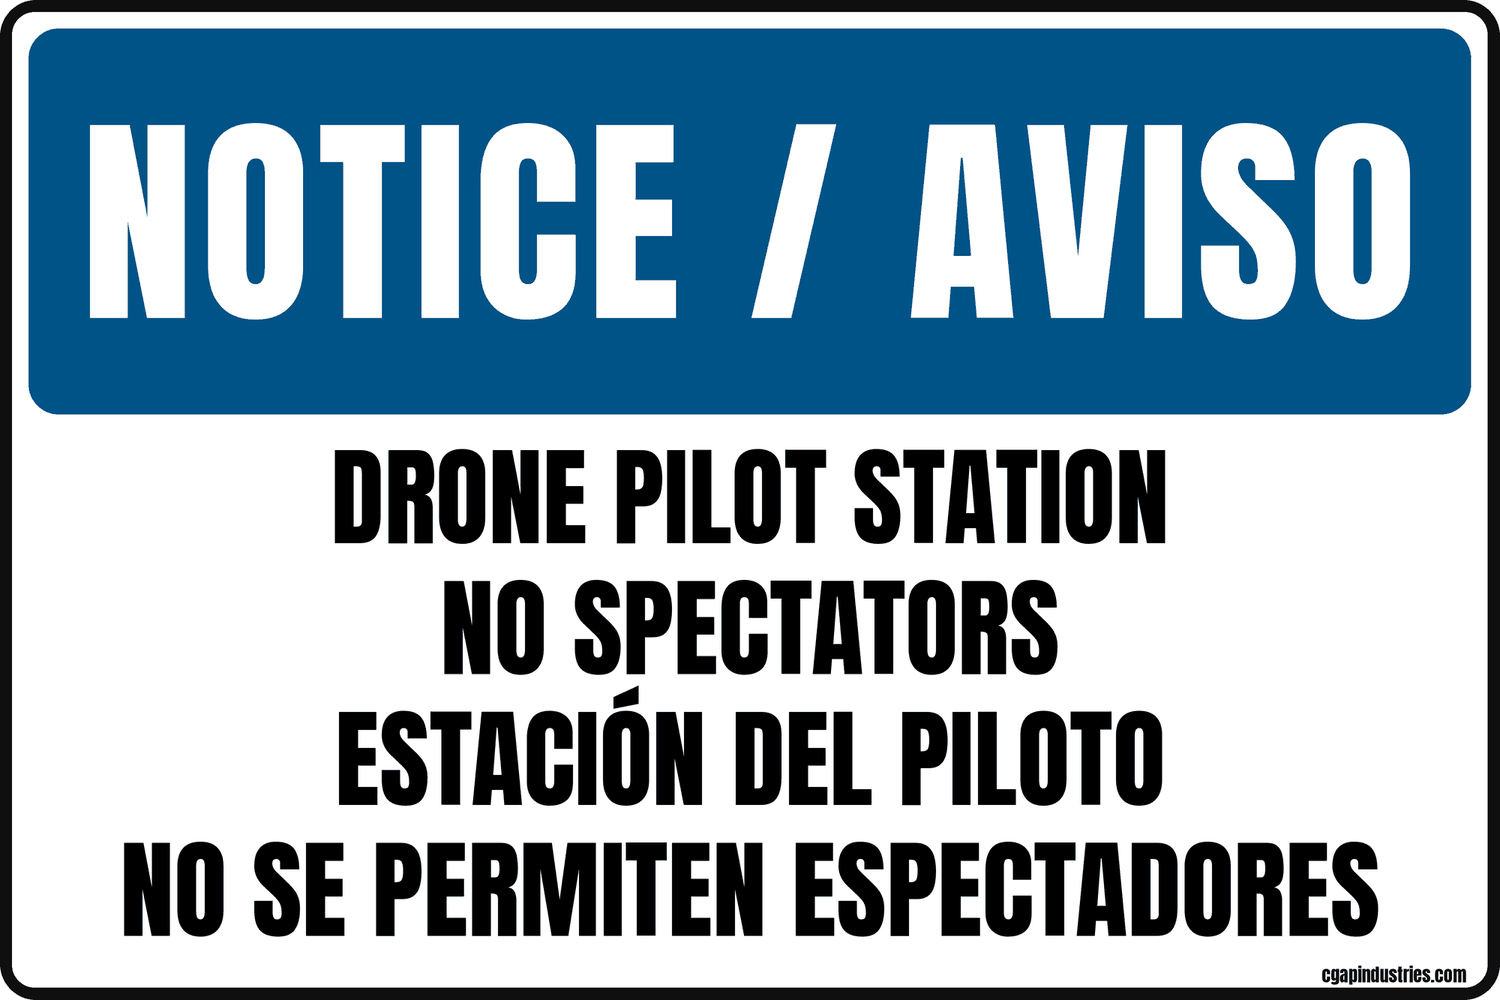 NOTICE / AVISO
DRONE PILOT STATION
NO SPECTATORS
ESTACIÓN DEL PILOTO
NO SE PERMITEN ESPECTADORES
cgapindustries.com